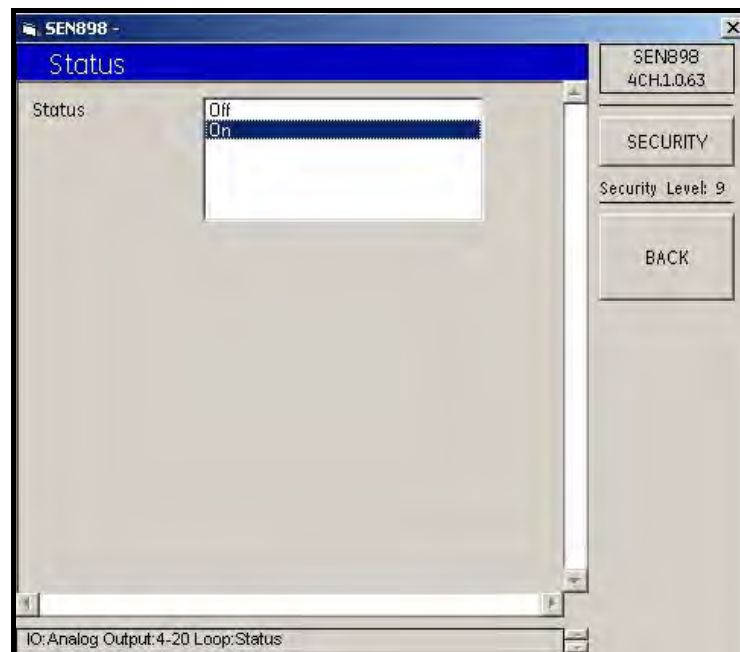 SEN898 -
Status
Status
Off
On
SEN898
4CH.1.0.63
SECURITY
Security Level: 9
BACK
IO:Analog Output:4-20 Loop:Status